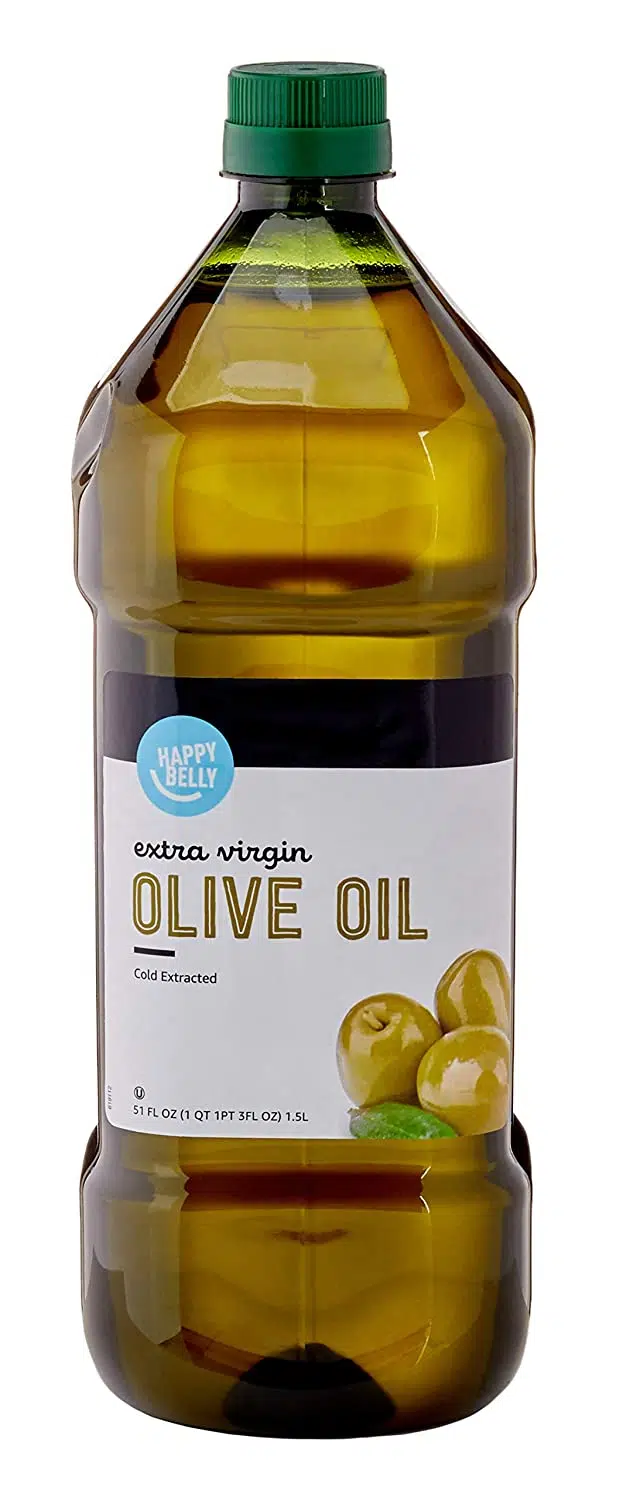 HAPPY
BELLY
extra virgin
OLIVE OIL
Cold Extracted
U
51 FL OZ (1 QT 1PT 3FL OZ) 1.5L